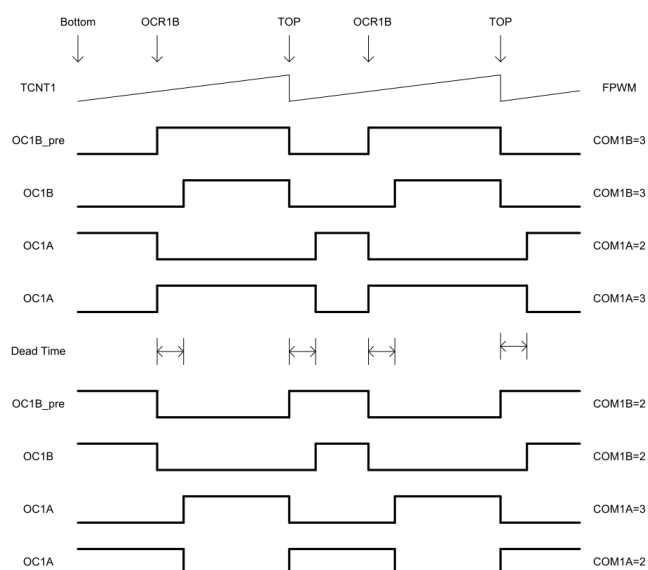 Bottom OCR1B TOP OCR1B TOP
TCNT1 FPWM
OC1B_pre COM1B=3
OC1B COM1B=3
OC1A COM1A=2
OC1A COM1A=3
Dead Time
OC1B_pre COM1B=2
OC1B COM1B=2
OC1A COM1A=3
OC1A COM1A=2